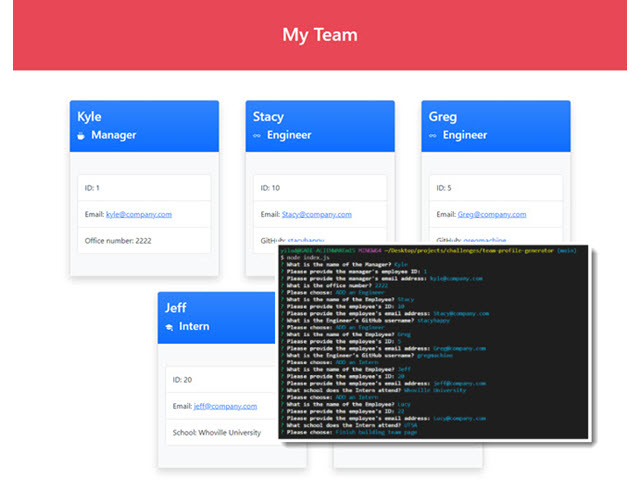 My Team
Kyle
Manager
ID: 1
Email: kyle@company.com
Office number: 2222
Stacy
Engineer
ID: 10
Email: Stacy@company.com
GitHub: stacyhappy
Greg
Engineer
ID: 5
Email: Greg@company.com
GitHub: gregmachine
Jeff
Intern
ID: 20
Email: jeff@company.com
School: Whoville University
MINGW64 ~/Desktop/projects/challenges/team-profile-generator (main)
$ node index.js
? What is the name of the Manager? Kyle
? Please provide the manager's employee ID: 1
? Please provide the manager's email address: kyle@company.com
? What is the office number? 2222
? Please choose: ADD an Engineer
? What is the name of the Employee? Stacy
? Please provide the employee's ID: 10
? Please provide the employee's email address: Stacy@company.com
? What is the Engineer's GitHub username? stacyhappy
? Please choose: ADD an Engineer
? What is the name of the Employee? Greg
? Please provide the employee's ID: 5
? Please provide the employee's email address: Greg@company.com
? What is the Engineer's GitHub username? gregmachine
? Please choose: ADD an Intern
? What is the name of the Employee? Jeff
? Please provide the employee's ID: 20
? Please provide the employee's email address: jeff@company.com
? What school does the Intern attend? Whoville University
? Please choose: ADD an Intern
? What is the name of the Employee? Lucy
? Please provide the employee's ID: 22
? Please provide the employee's email address: Lucy@company.com
? What school does the Intern attend? UTSA
? Please choose: Finish building team page